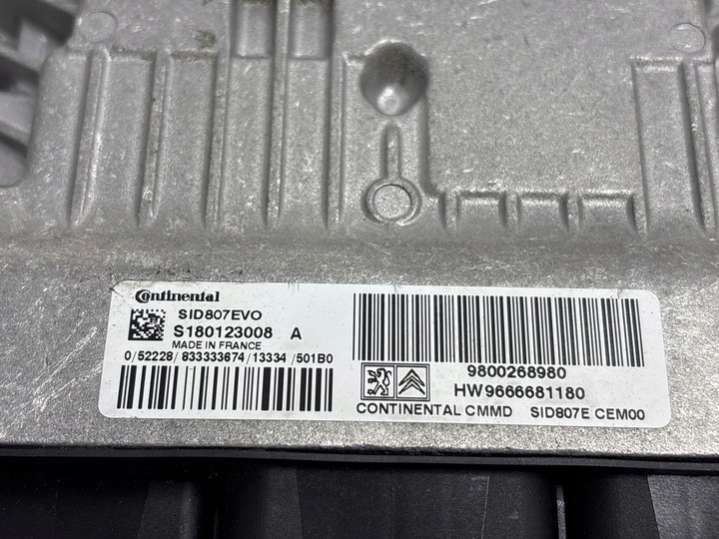 Continental
SID807EVO
S180123008 A
MADE IN FRANCE
0/52228/833333674/13334/501B0
9800268980
HW9666681180
CONTINENTAL CMMD SID807E CEM00